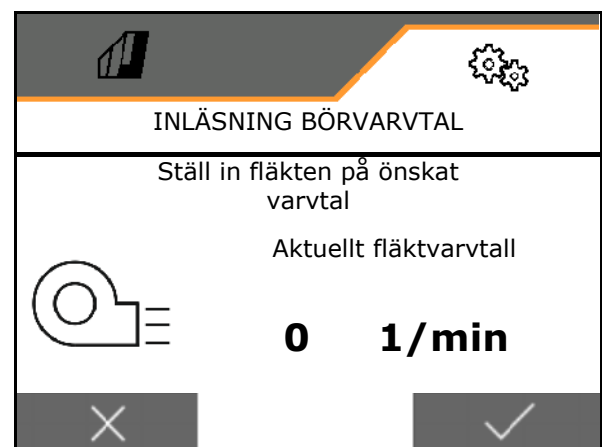 INLÄSNING BÖRVARVTAL
Ställ in fläkten på önskat
varvtal
Aktuellt fläktvarvtall
0 1/min